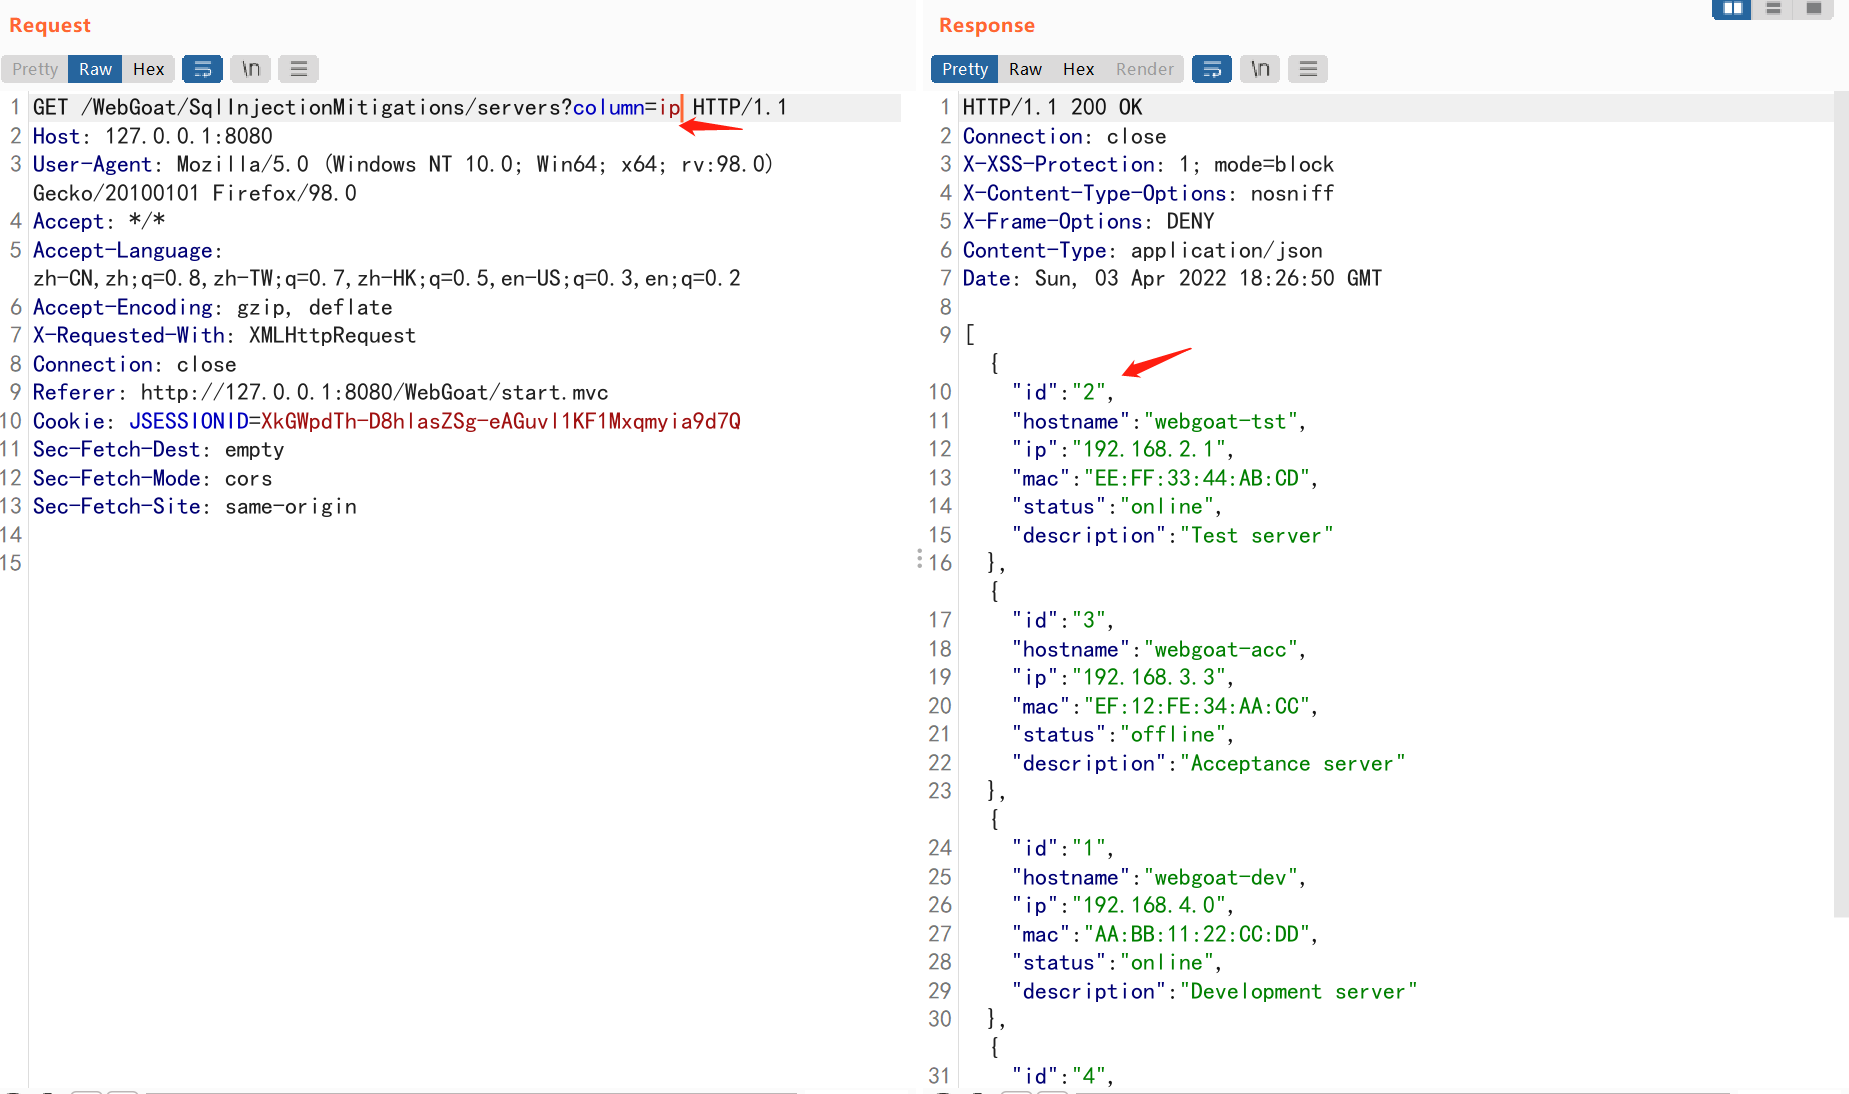 Request
Pretty Raw Hex \n
1 GET /WebGoat/SqlInjectionMitigations/servers?column=ip HTTP/1.1
2 Host: 127.0.0.1:8080
3 User-Agent: Mozilla/5.0 (Windows NT 10.0; Win64; x64; rv:98.0)
Gecko/20100101 Firefox/98.0
4 Accept: */*
5 Accept-Language:
zh-CN,zh;q=0.8,zh-TW;q=0.7,zh-HK;q=0.5,en-US;q=0.3,en;q=0.2
6 Accept-Encoding: gzip, deflate
7 X-Requested-With: XMLHttpRequest
8 Connection: close
9 Referer: http://127.0.0.1:8080/WebGoat/start.mvc
10 Cookie: JSESSIONID=XkGWpdTh-D8hlasZSg-eAGuvl1KF1Mxqmyia9d7Q
11 Sec-Fetch-Dest: empty
12 Sec-Fetch-Mode: cors
13 Sec-Fetch-Site: same-origin
14
15
Response
Pretty Raw Hex Render \n
1 HTTP/1.1 200 OK
2 Connection: close
3 X-XSS-Protection: 1; mode=block
4 X-Content-Type-Options: nosniff
5 X-Frame-Options: DENY
6 Content-Type: application/json
7 Date: Sun, 03 Apr 2022 18:26:50 GMT
8
9 [
{
10 "id":"2",
11 "hostname":"webgoat-tst",
12 "ip":"192.168.2.1",
13 "mac":"EE:FF:33:44:AB:CD",
14 "status":"online",
15 "description":"Test server"
16 },
{
17 "id":"3",
18 "hostname":"webgoat-acc",
19 "ip":"192.168.3.3",
20 "mac":"EF:12:FE:34:AA:CC",
21 "status":"offline",
22 "description":"Acceptance server"
23 },
{
24 "id":"1",
25 "hostname":"webgoat-dev",
26 "ip":"192.168.4.0",
27 "mac":"AA:BB:11:22:CC:DD",
28 "status":"online",
29 "description":"Development server"
30 },
{
31 "id":"4",